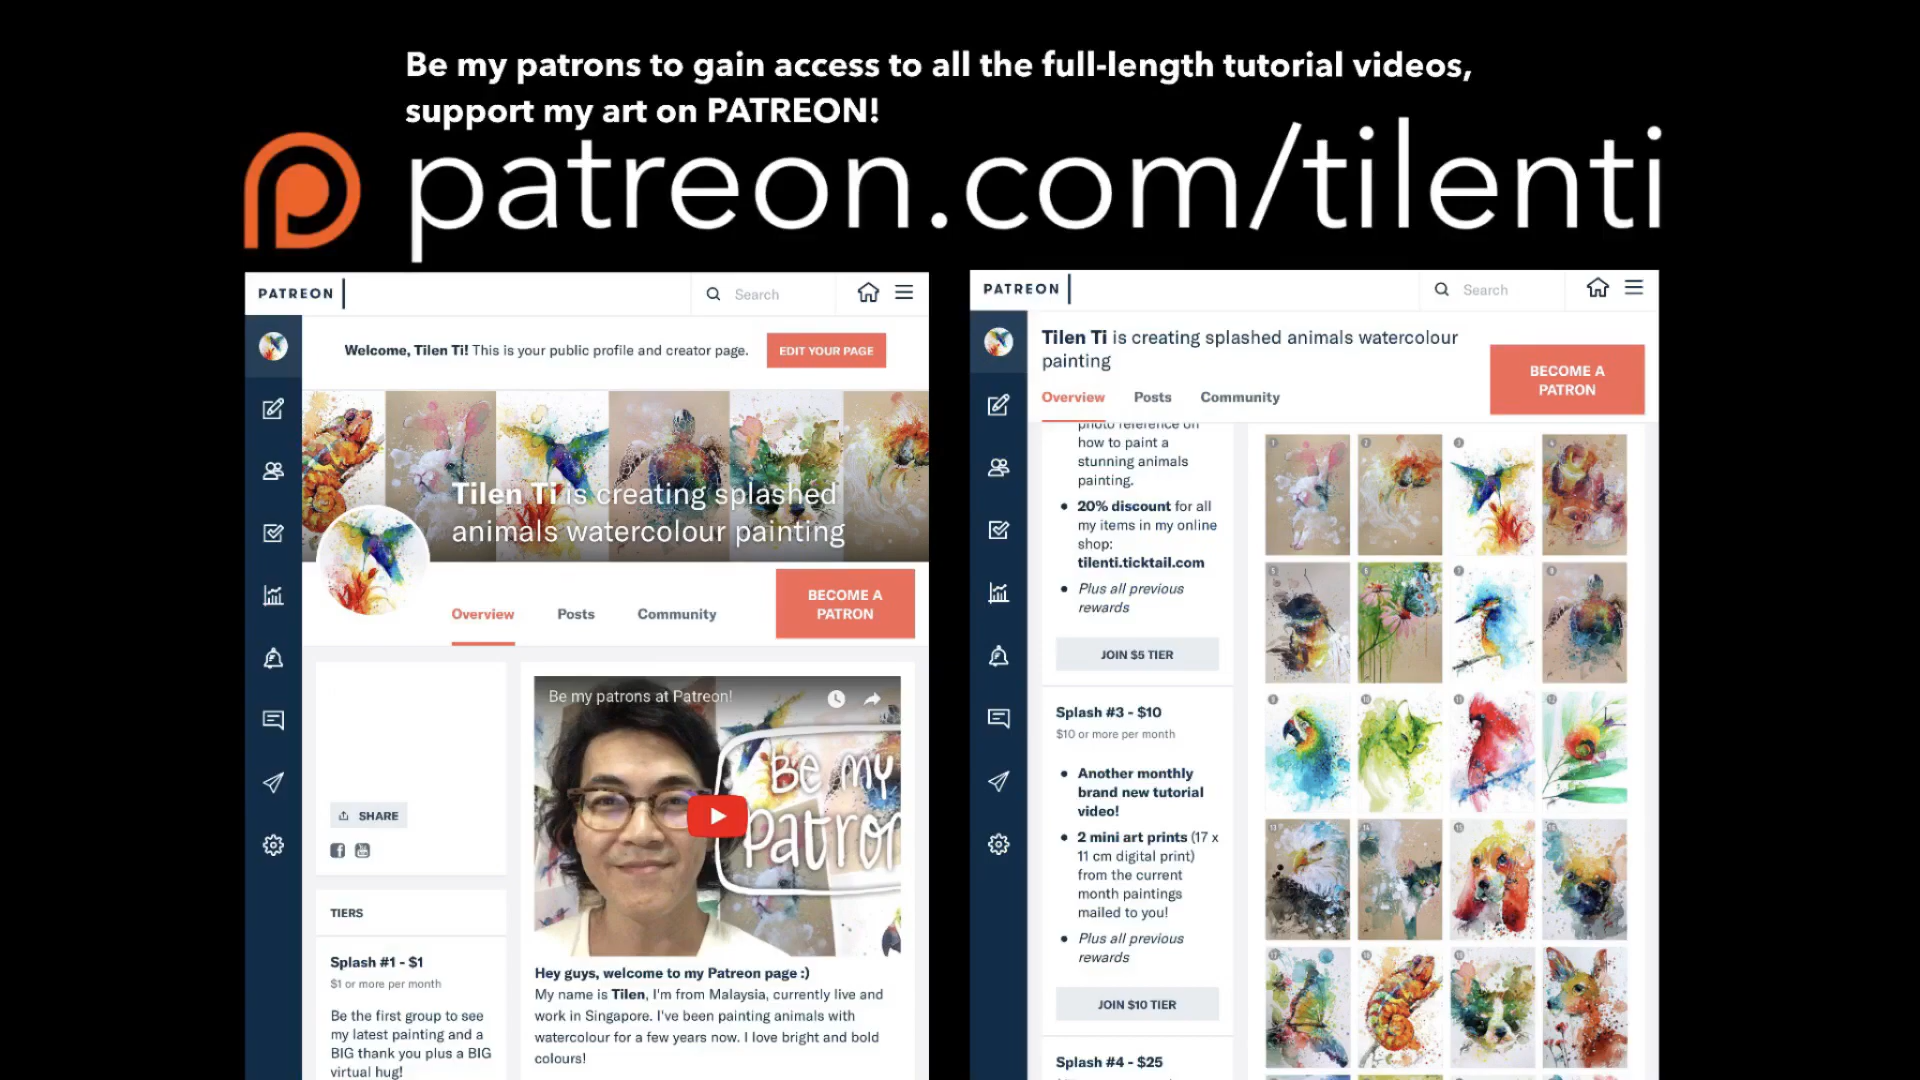 Be my patrons to gain access to all the full-length tutorial videos,
support my art on PATREON!
patreon.com/tilenti
PATREON
Search
Welcome, Tilen Ti! This is your public profile and creator page.
EDIT YOUR PAGE
Tilen Ti is creating splashed
animals watercolour painting
Overview
Posts
Community
BECOME A
PATRON
SHARE
TIERS
Splash #1 - $1
$1 or more per month
Be the first group to see
my latest painting and a
BIG thank you plus a BIG
virtual hug!
Be my patrons at Patreon!
Be my
Patron
Hey guys, welcome to my Patreon page :)
My name is Tilen, I'm from Malaysia, currently live and
work in Singapore. I've been painting animals with
watercolour for a few years now. I love bright and bold
colours!
PATREON
Search
Tilen Ti is creating splashed animals watercolour
painting
BECOME A
PATRON
Overview
Posts
Community
photo reference on
how to paint a
stunning animals
painting.
20% discount for all
my items in my online
shop:
tilenti.ticktail.com
Plus all previous
rewards
JOIN $5 TIER
Splash #3 - $10
$10 or more per month
Another monthly
brand new tutorial
video!
2 mini art prints (17 x
11 cm digital print)
from the current
month paintings
mailed to you!
Plus all previous
rewards
JOIN $10 TIER
Splash #4 - $25